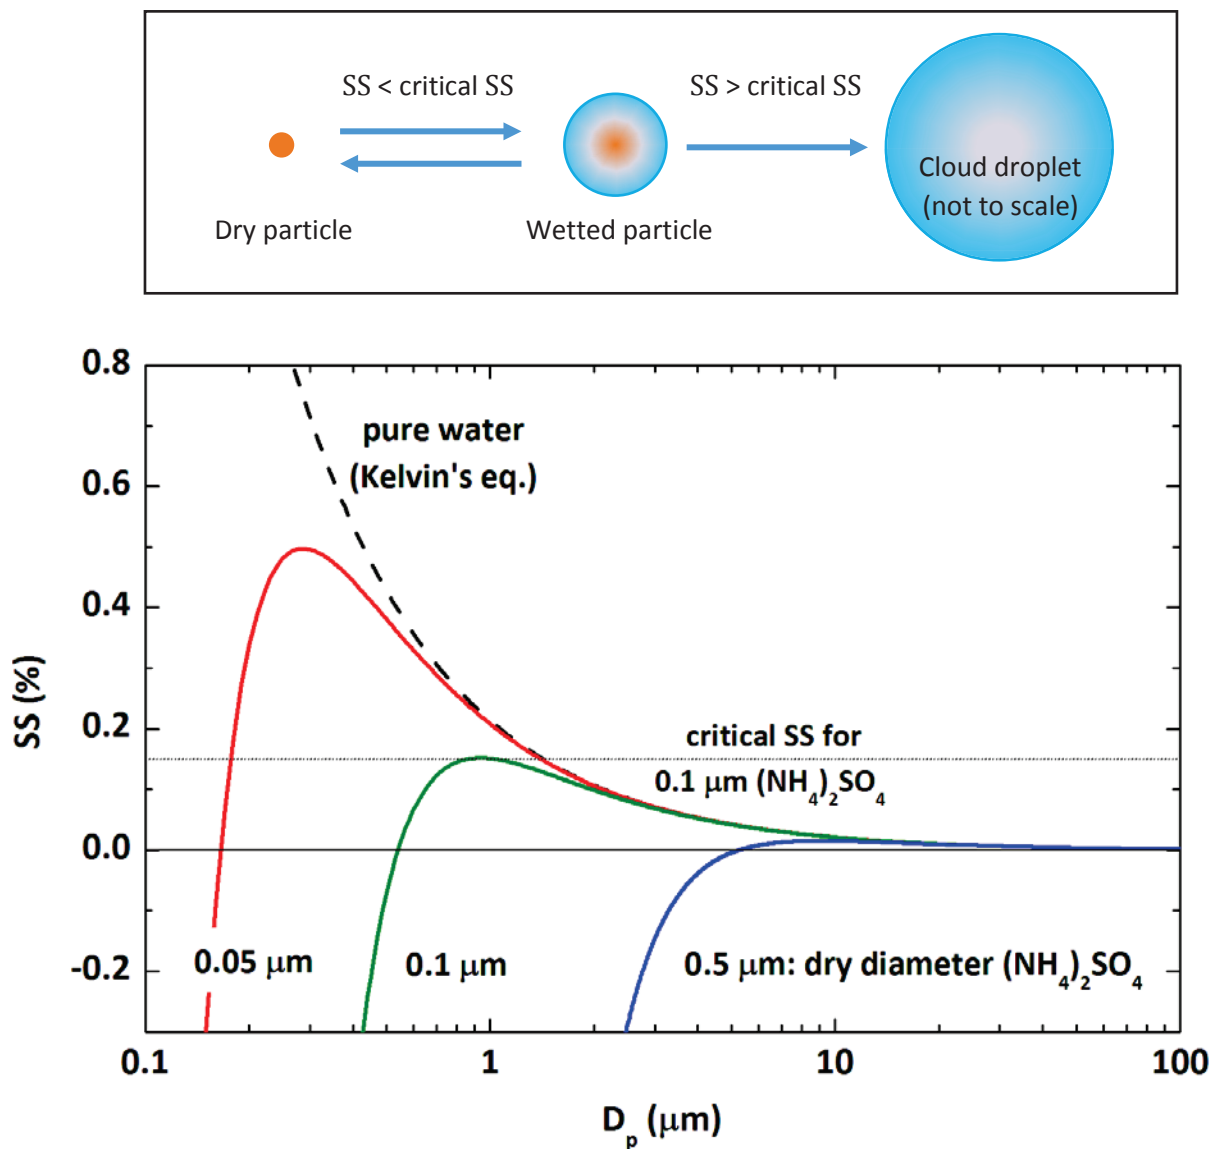 SS < critical SS
SS > critical SS
Dry particle
Wetted particle
Cloud droplet
(not to scale)
0.8
0.6
0.4
0.2
0.0
-0.2
SS (%)
pure water
(Kelvin's eq.)
critical SS for
0.1 μm (NH₄)₂SO₄
0.05 μm
0.1 μm
0.5 μm: dry diameter (NH₄)₂SO₄
0.1
1
10
100
Dₚ (μm)